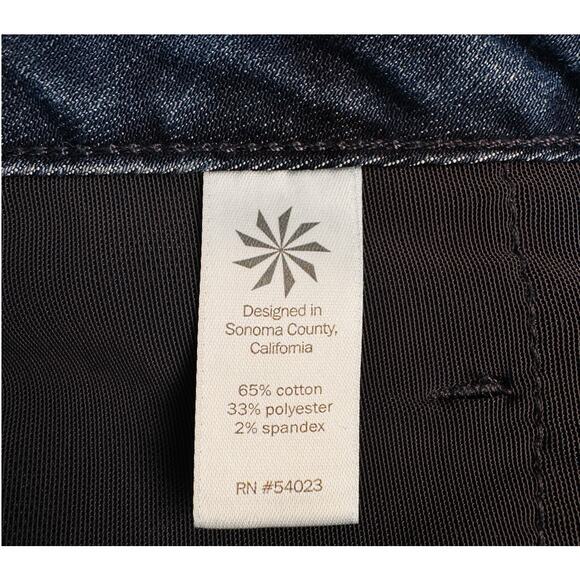 Designed in
Sonoma County,
California
65% cotton
33% polyester
2% spandex
RN #54023